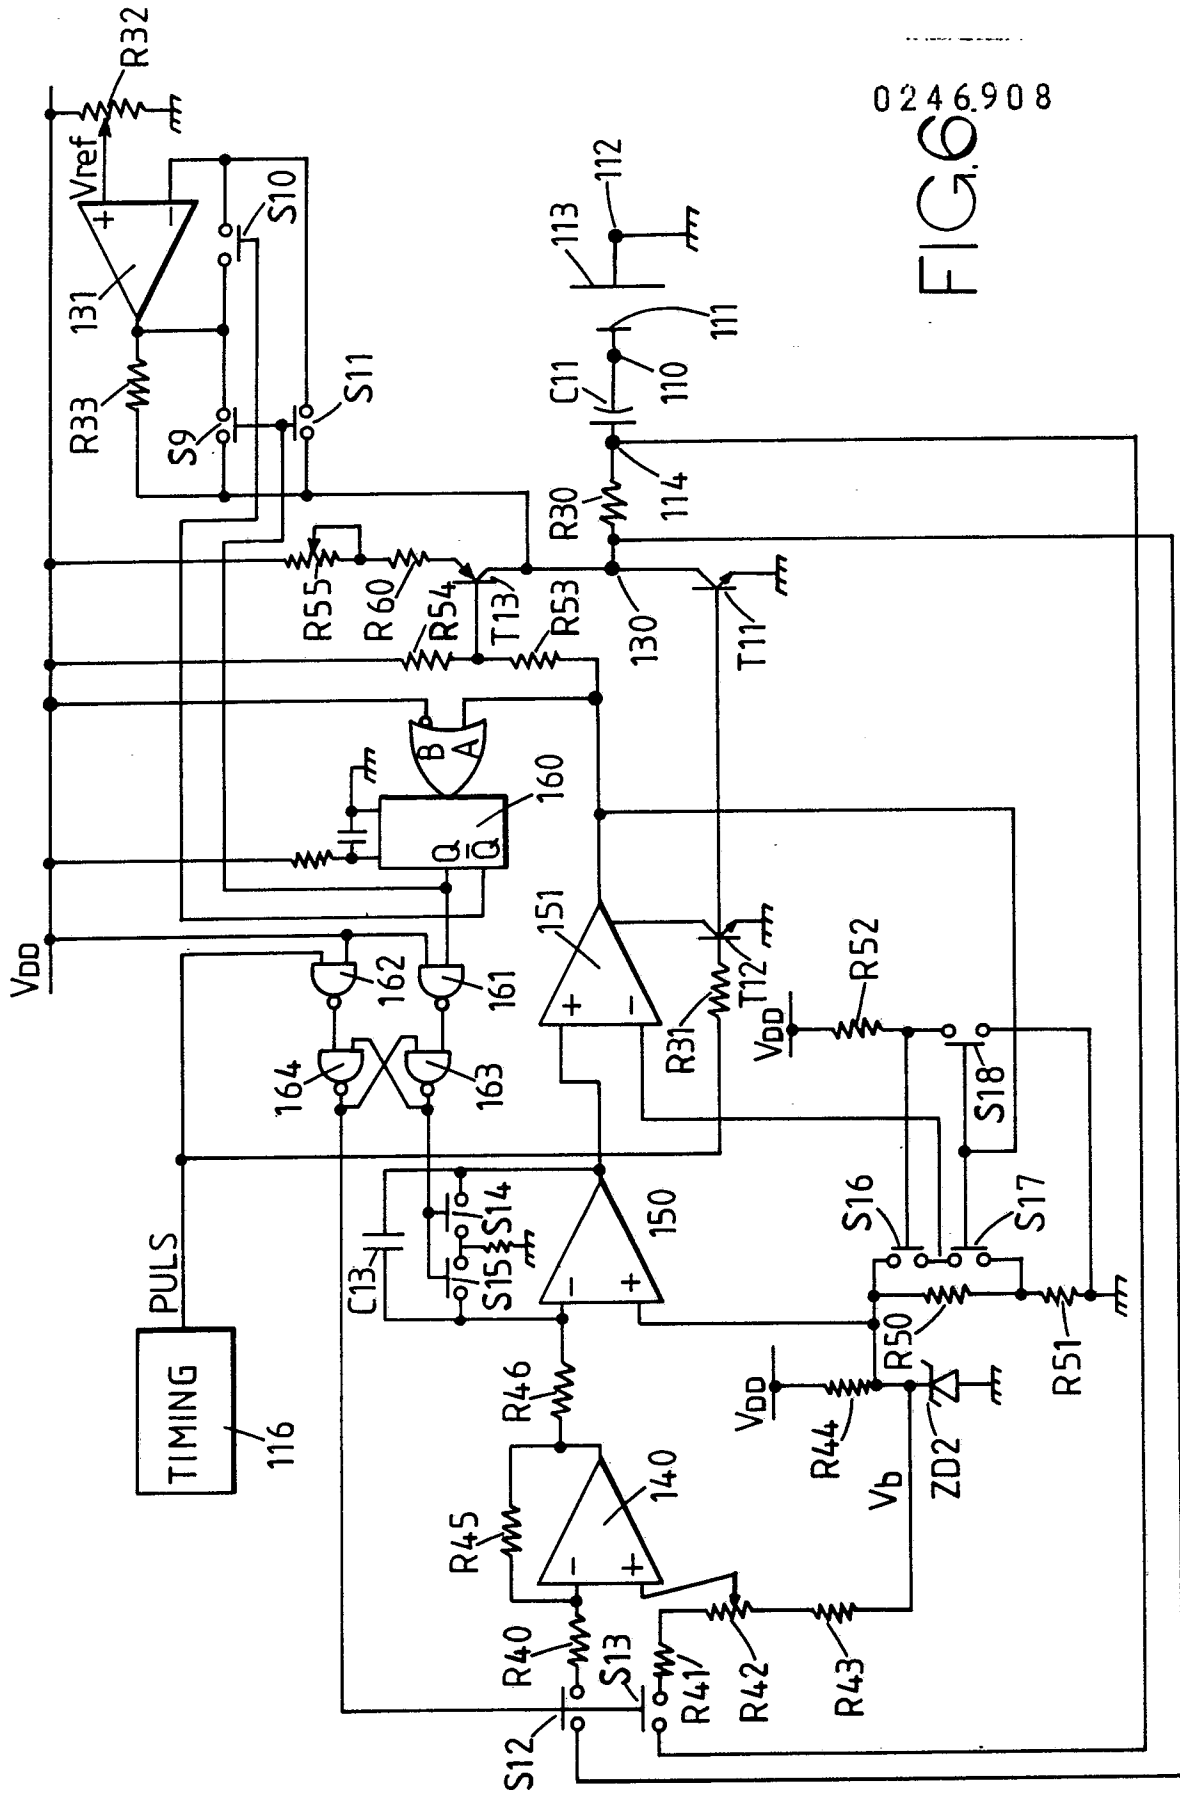 0246908
FIG.6
VDD
R32
Vref
+
−
131
S10
R33
S9
S11
113
112
111
110
C11
114
R30
130
R55
R60
R54
T13
R53
T11
B
A
160
Q
Q̅
162
161
164
163
151
+
−
T12
R31
VDD
R52
S18
S16
S17
PULS
TIMING
116
C13
S14
S15
150
−
+
R50
R51
R46
VDD
R44
ZD2
Vb
R45
140
−
+
R40
S12
S13
R41
R42
R43